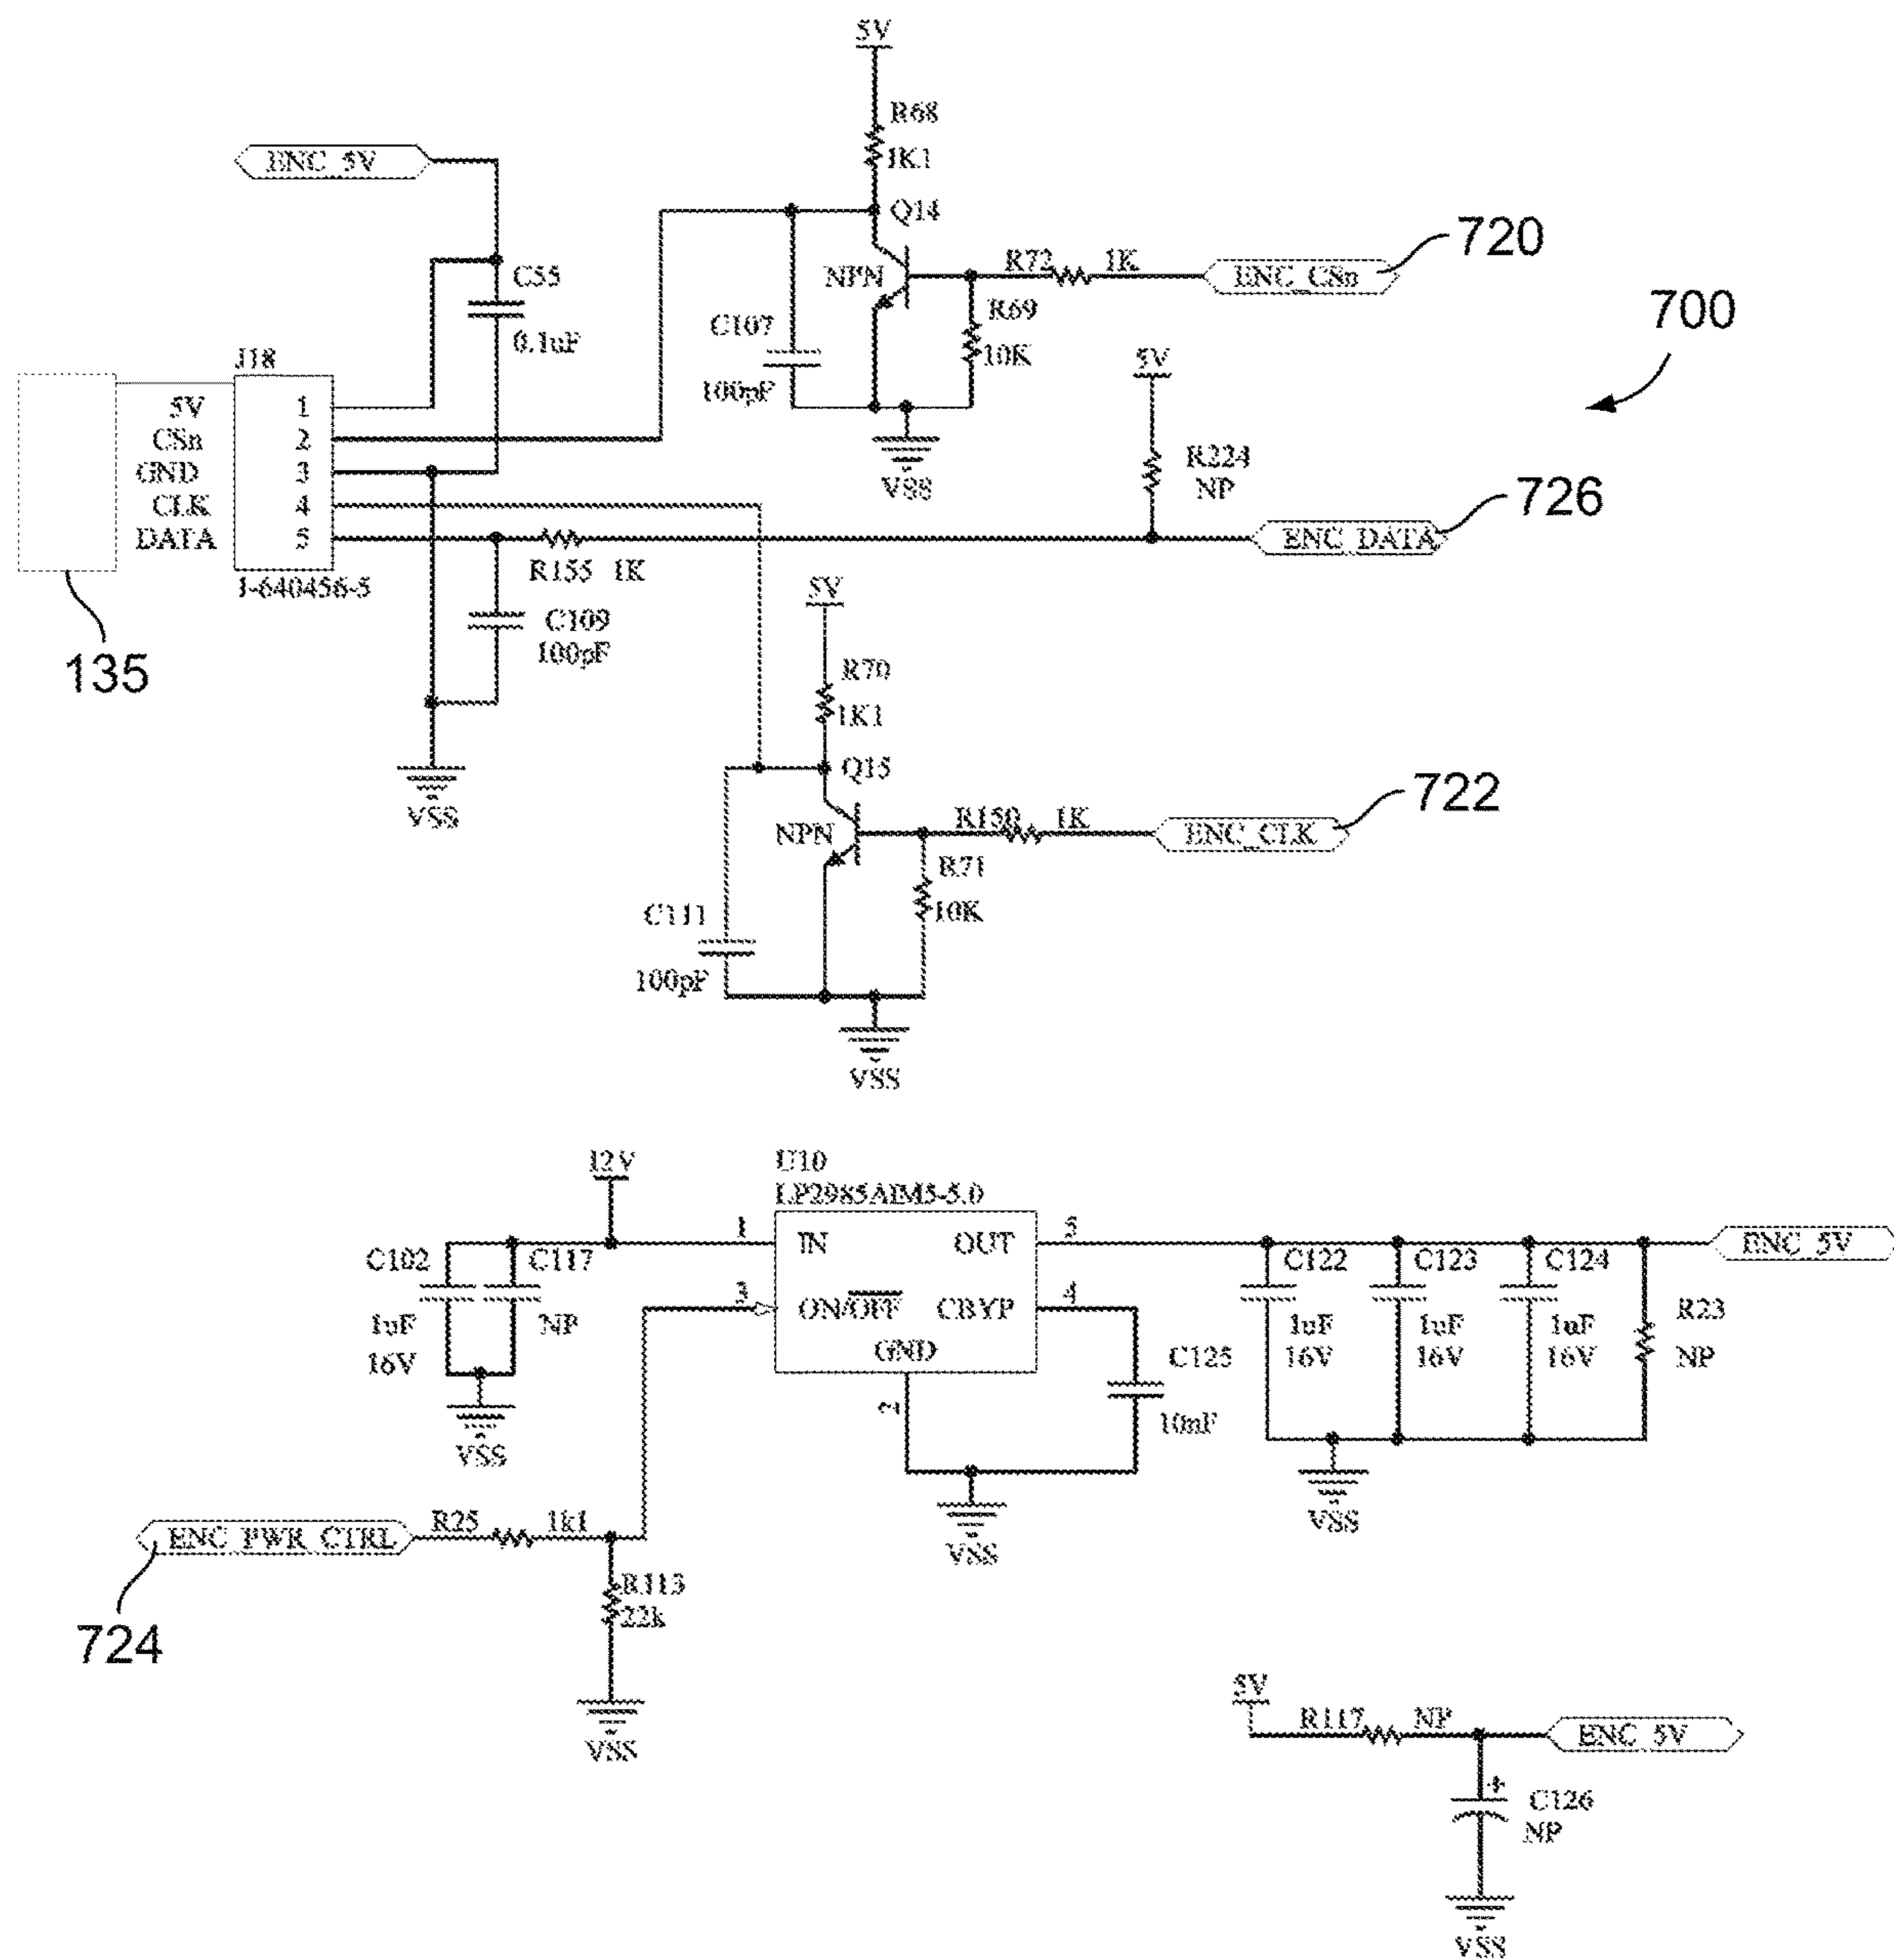 5V
R68
1K1
ENC_5V
Q14
720
C55
NPN
R72 1K
ENC_CSn
0.1uF
C107
R69
700
10K
J18
100pF
5V
5V 1
CSn 2
R224
GND 3
VSS
NP
726
CLK 4
DATA 5
ENC_DATA
R155 1K
1-640456-5
5V
C109
100pF
135
R70
1K1
Q15
722
VSS
NPN
R150 1K
ENC_CLK
R71
10K
C111
100pF
VSS
12V
U10
LP2985AIM5-5.0
1
IN OUT
5
ENC_5V
C102
C117
C122
C123
C124
3
ON/OFF CBYP
4
R23
1uF
NP
1uF
1uF
1uF
16V
GND
C125
16V
16V
16V
NP
2
10nF
VSS
VSS
VSS
ENC_PWR_CTRL
R25 1k1
R113
22k
724
5V
VSS
R117 NP
ENC_5V
+
C126
NP
VSS